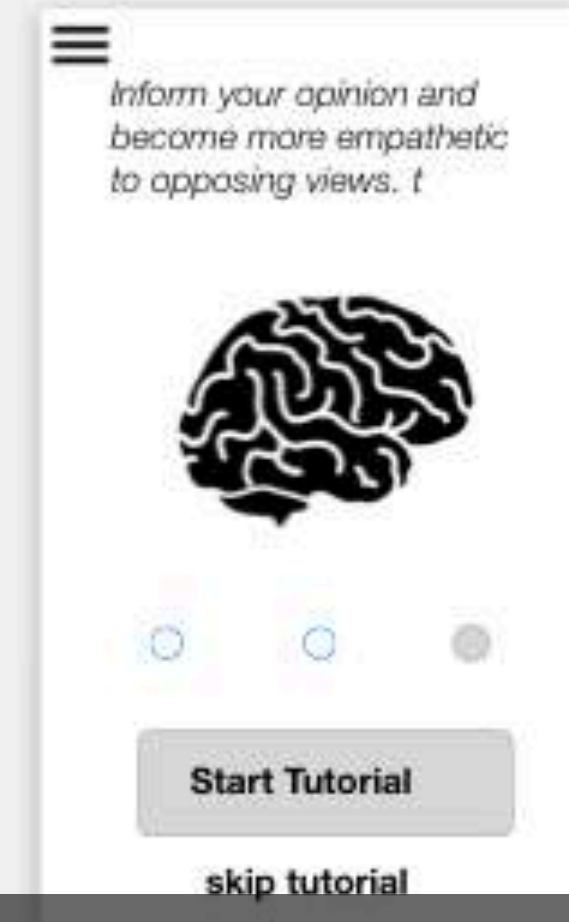 Inform your opinion and
become more empathetic
to opposing views. t
Start Tutorial
skip tutorial